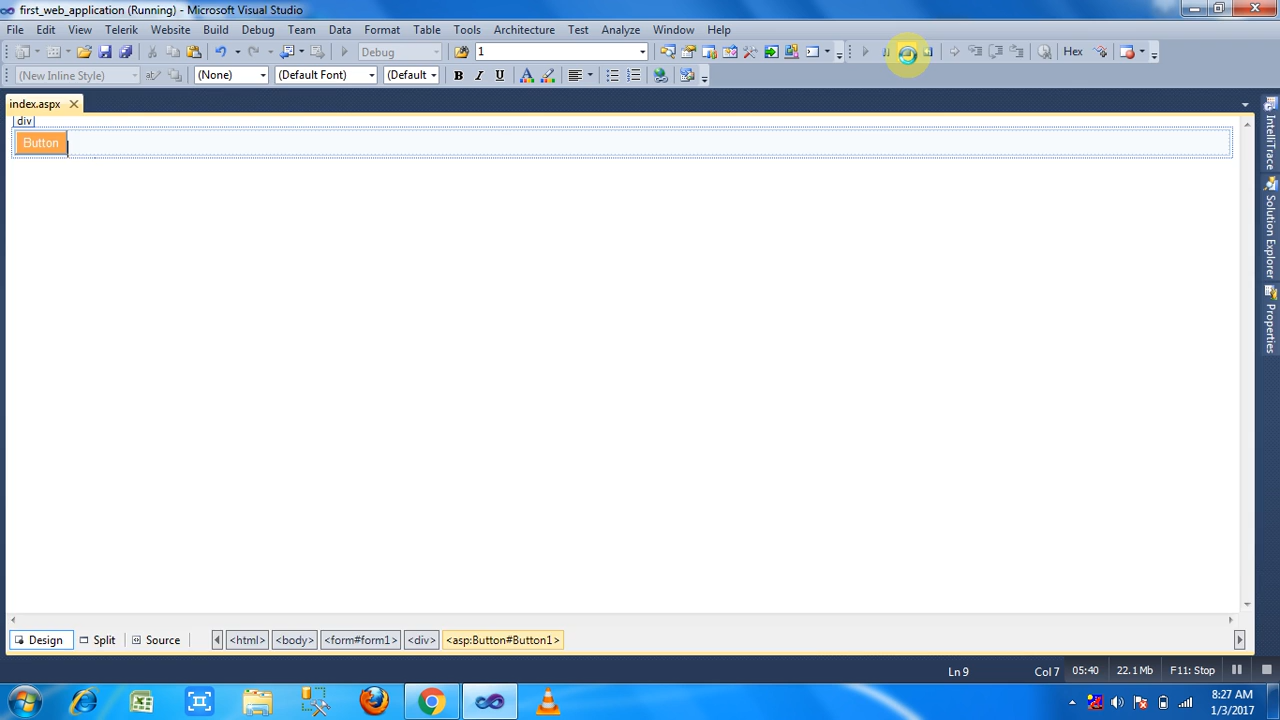 first_web_application (Running) - Microsoft Visual Studio
File Edit View Telerik Website Build Debug Team Data Format Table Tools Architecture Test Analyze Window Help
Debug 1 Hex
(New Inline Style) (None) (Default Font) (Default B I U A
index.aspx
div
Button
IntelliTrace
Solution Explorer
Properties
Design Split Source <html> <body> <form#form1> <div> <asp:Button#Button1>
Ln 9 Col 7 05:40 22.1 Mb F11: Stop
8:27 AM
1/3/2017